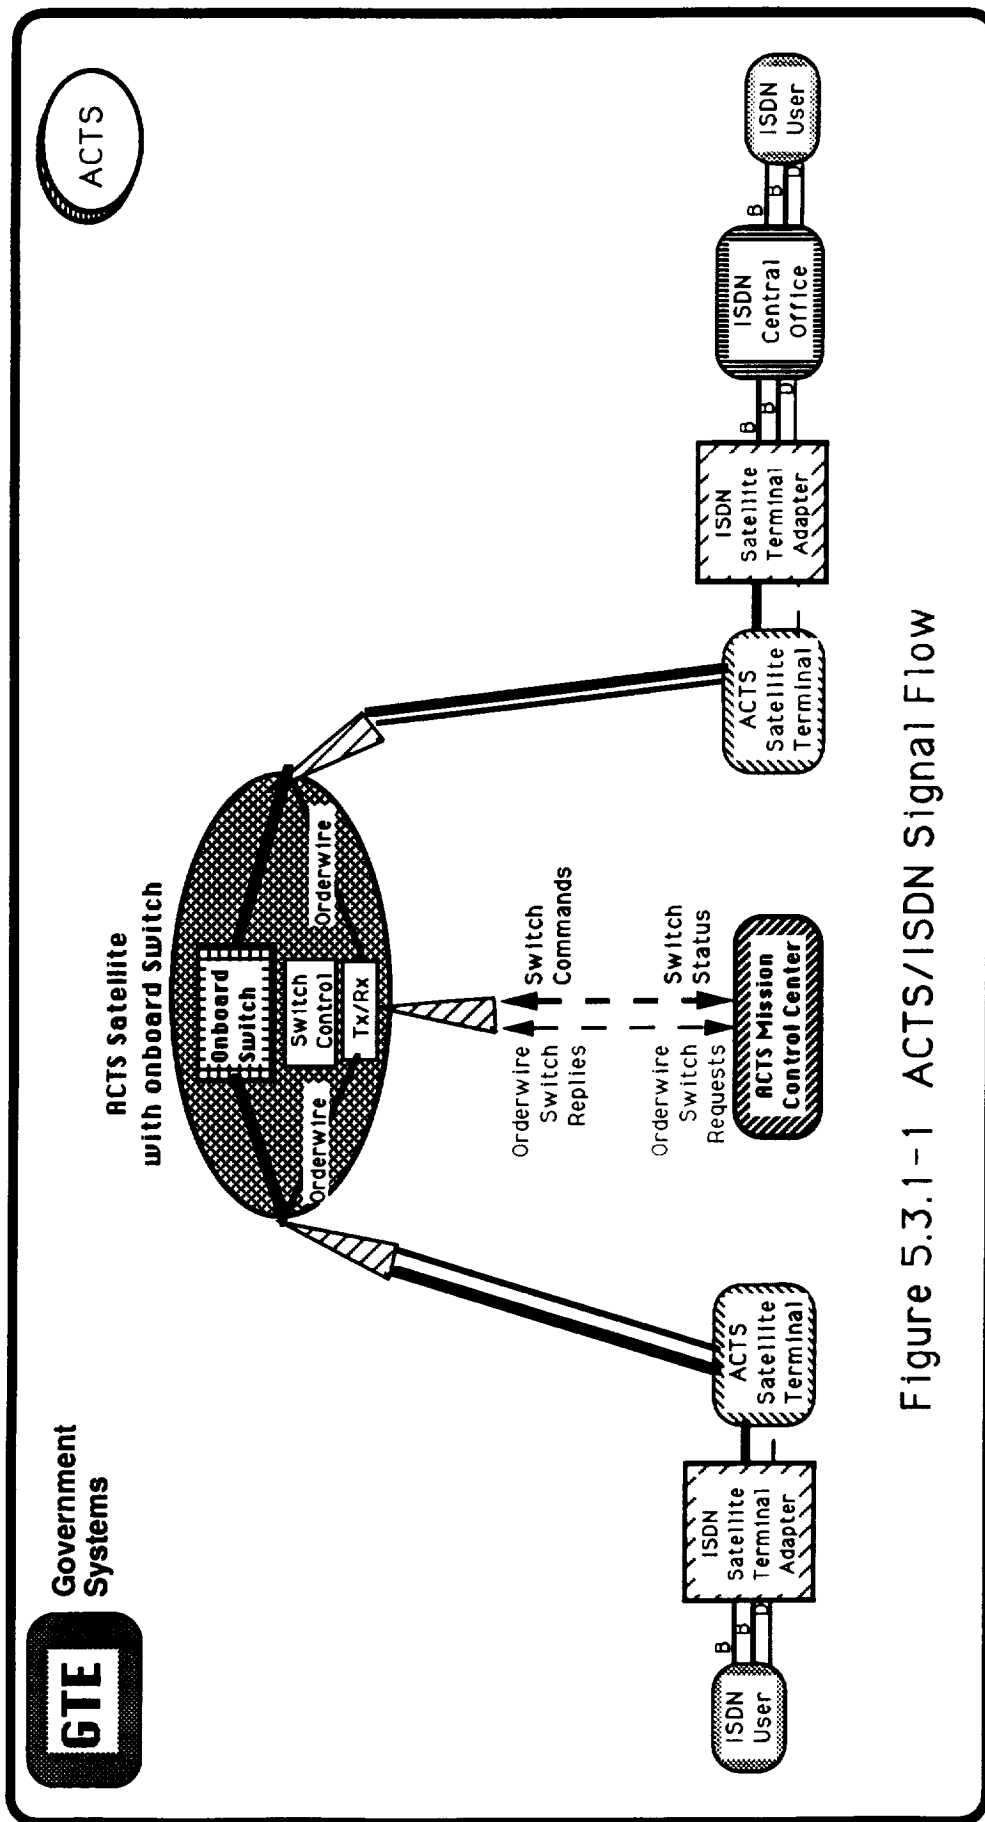 GTE
Government
Systems
ACTS
ACTS Satellite
with onboard Switch
Onboard
Switch
Switch
Control
Tx/Rx
Orderwire
Orderwire
Orderwire
Switch
Replies
Switch
Commands
Orderwire
Switch
Requests
Switch
Status
ACTS Mission
Control Center
ISDN
User
B
B
D
ISDN
Satellite
Terminal
Adapter
ACTS
Satellite
Terminal
ACTS
Satellite
Terminal
ISDN
Satellite
Terminal
Adapter
B
B
D
ISDN
Central
Office
B
B
D
ISDN
User
Figure 5.3.1-1 ACTS/ISDN Signal Flow